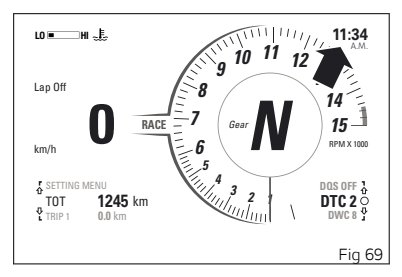 LO HI
11:34
A.M.
Lap Off
0
km/h
RACE
Gear
N
1
2
3
4
5
6
7
8
9
10
11
12
14
15
RPM X 1000
SETTING MENU
TOT 1245 km
TRIP 1 0.0 km
DQS OFF
DTC 2
DWC 8
Fig 69